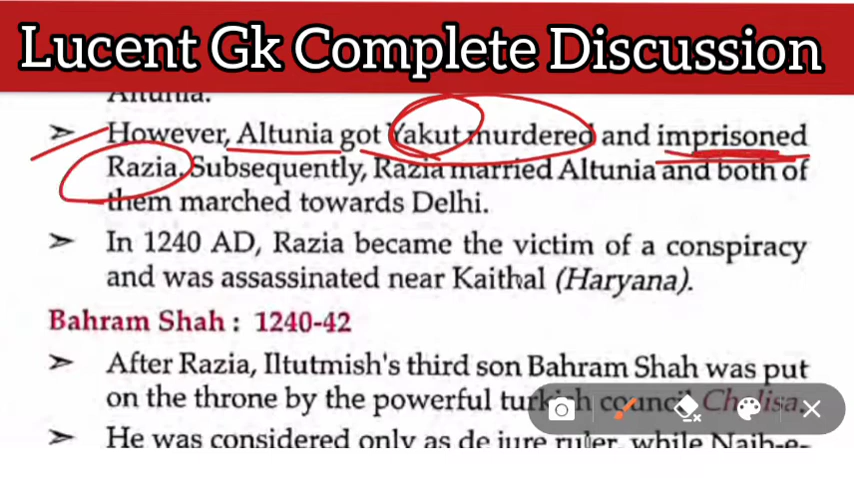 Lucent Gk Complete Discussion
Altunia.
➤ However, Altunia got Yakut murdered and imprisoned
Razia. Subsequently, Razia married Altunia and both of
them marched towards Delhi.
➤ In 1240 AD, Razia became the victim of a conspiracy
and was assassinated near Kaithal (Haryana).
Bahram Shah : 1240-42
➤ After Razia, Iltutmish's third son Bahram Shah was put
on the throne by the powerful turkish council Chalisa.
➤ He was considered only as de jure ruler, while Naib-e-